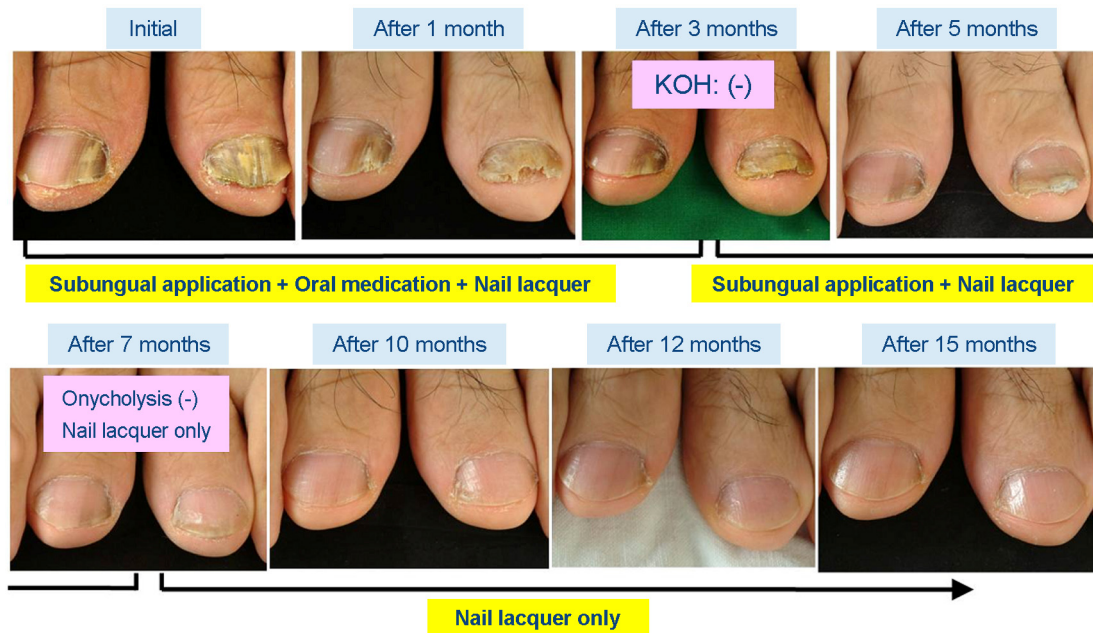 Initial
After 1 month
After 3 months
After 5 months
KOH: (-)
Subungual application + Oral medication + Nail lacquer
Subungual application + Nail lacquer
After 7 months
After 10 months
After 12 months
After 15 months
Onycholysis (-)
Nail lacquer only
Nail lacquer only